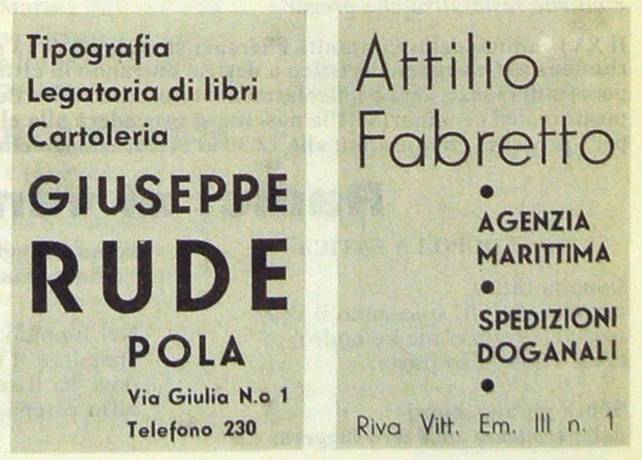 Tipografia
Legatoria di libri
Cartoleria
GIUSEPPE
RUDE
POLA
Via Giulia N.o 1
Telefono 230
Attilio
Fabretto
•
AGENZIA
MARITTIMA
•
SPEDIZIONI
DOGANALI
•
Riva Vitt. Em. III n. 1